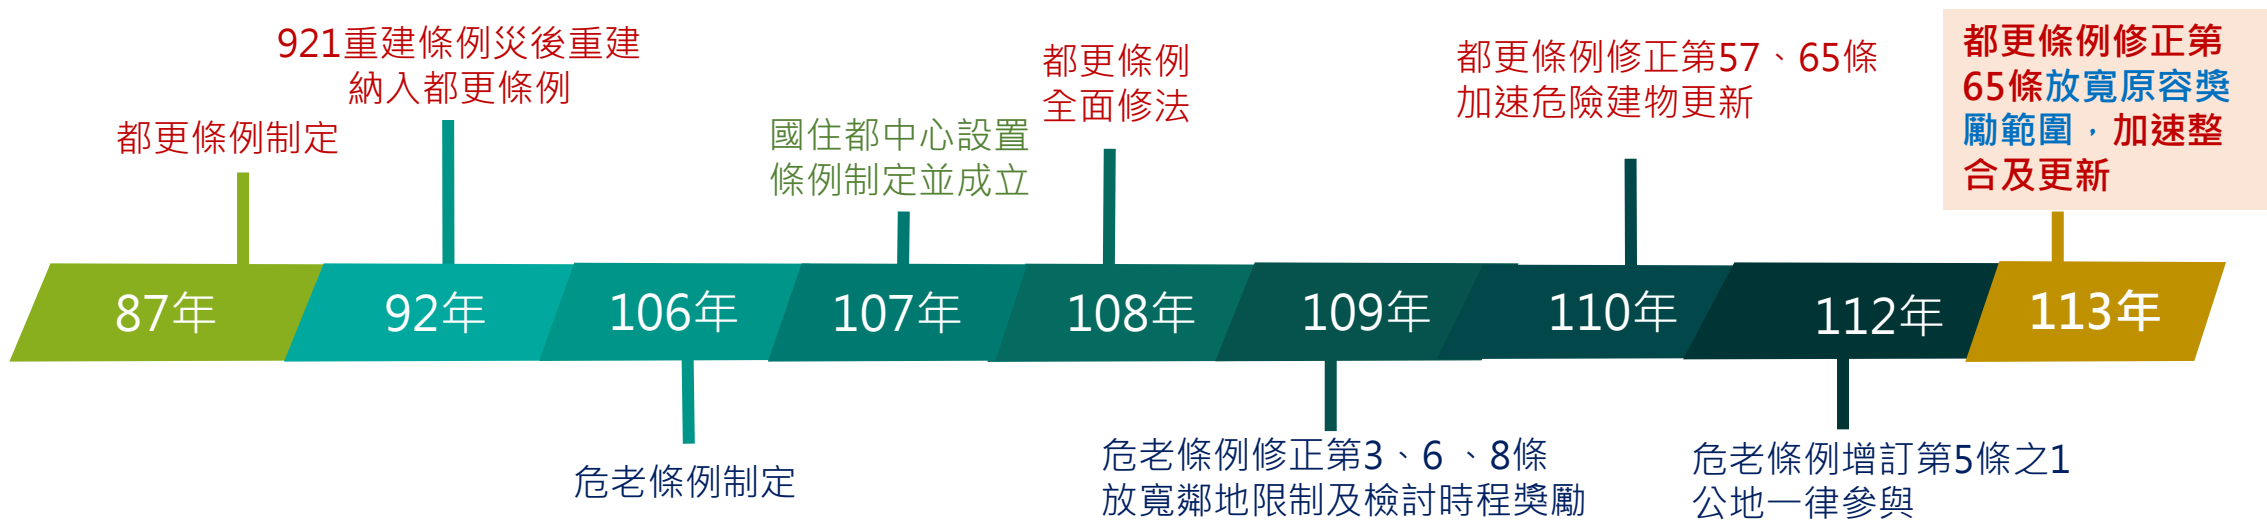 921重建條例災後重建
納入都更條例
都更條例制定
國住都中心設置
條例制定並成立
都更條例
全面修法
都更條例修正第57、65條
加速危險建物更新
都更條例修正第
65條放寬原容獎
勵範圍，加速整
合及更新
87年
92年
106年
107年
108年
109年
110年
112年
113年
危老條例制定
危老條例修正第3、6 、8條
放寬鄰地限制及檢討時程獎勵
危老條例增訂第5條之1
公地一律參與